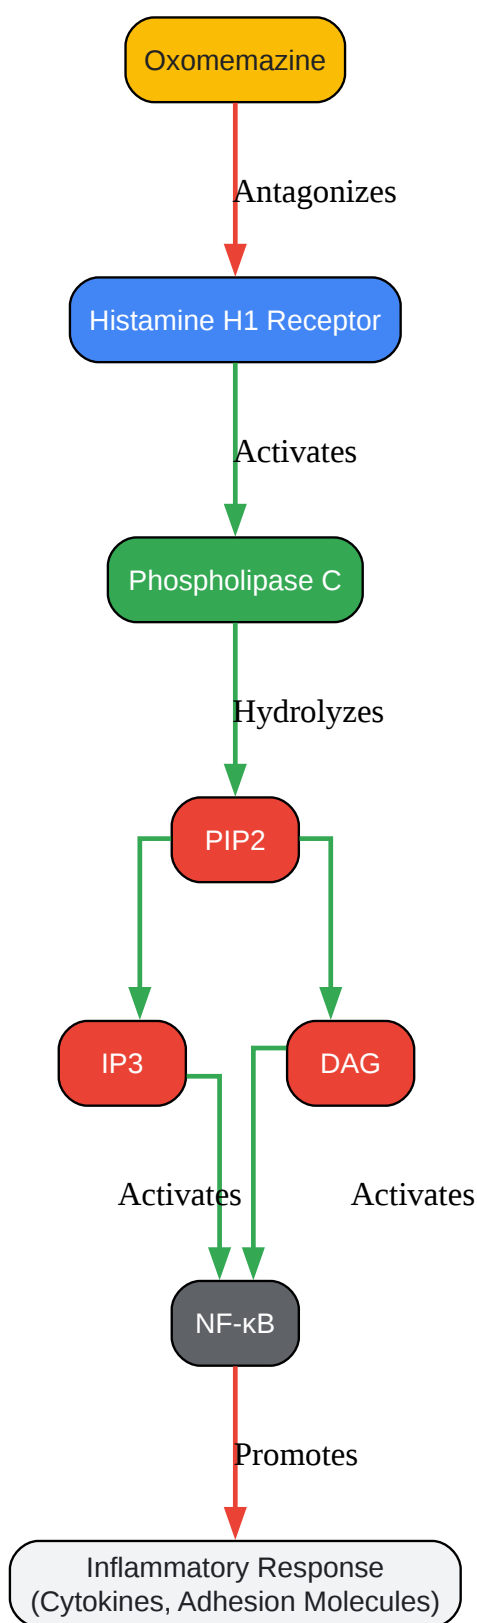 Oxomemazine
Antagonizes
Histamine H1 Receptor
Activates
Phospholipase C
Hydrolyzes
PIP2
IP3
DAG
Activates
Activates
NF-κB
Promotes
Inflammatory Response
(Cytokines, Adhesion Molecules)